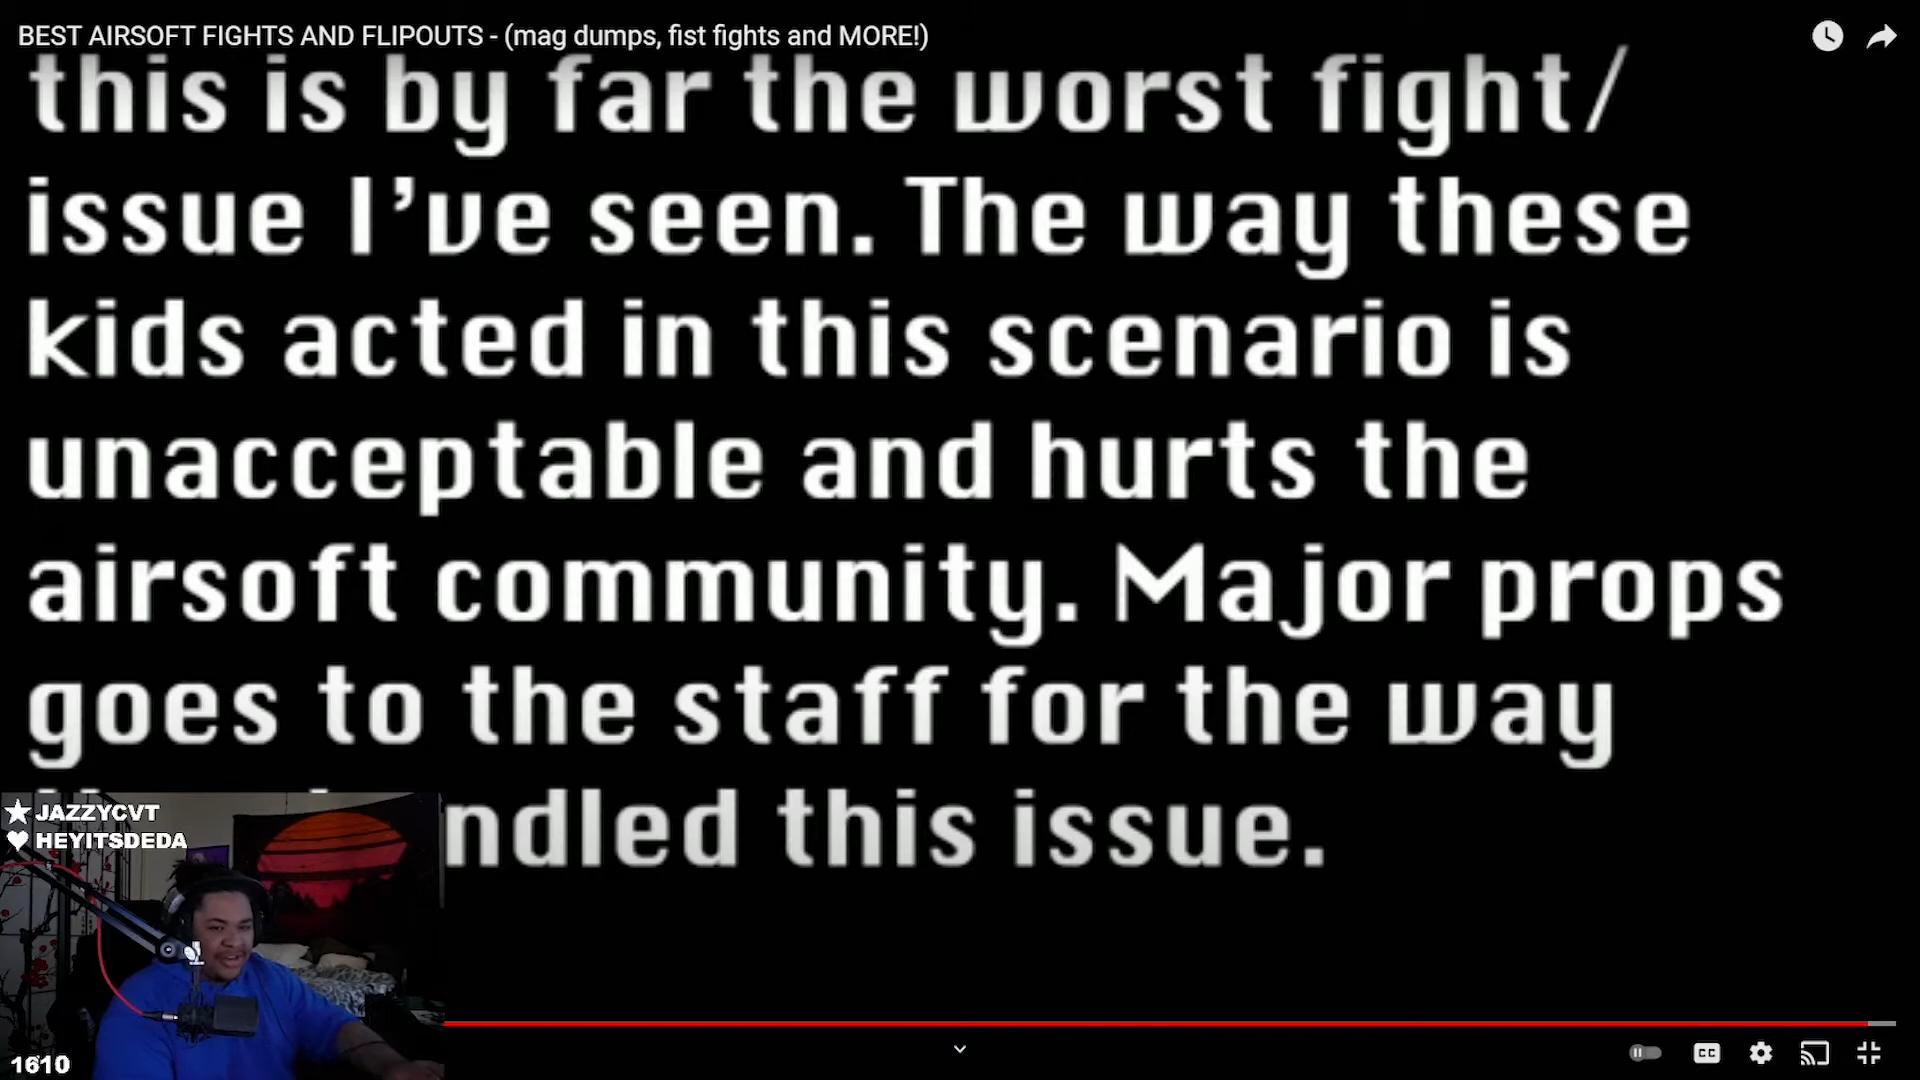 BEST AIRSOFT FIGHTS AND FLIPOUTS - (mag dumps, fist fights and MORE!)
this is by far the worst fight/
issue I’ve seen. The way these
kids acted in this scenario is
unacceptable and hurts the
airsoft community. Major props
goes to the staff for the way
ndled this issue.
JAZZYCVT
HEYITSDEDA
CC
1610